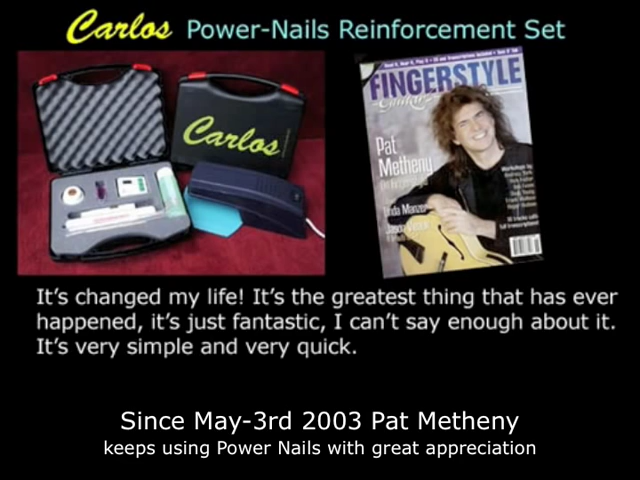 Carlos Power-Nails Reinforcement Set
Carlos
FINGERSTYLE
Guitar
Pat
Metheny
Workshops by
It's changed my life! It's the greatest thing that has ever
happened, it's just fantastic, I can't say enough about it.
It's very simple and very quick.
Since May-3rd 2003 Pat Metheny
keeps using Power Nails with great appreciation